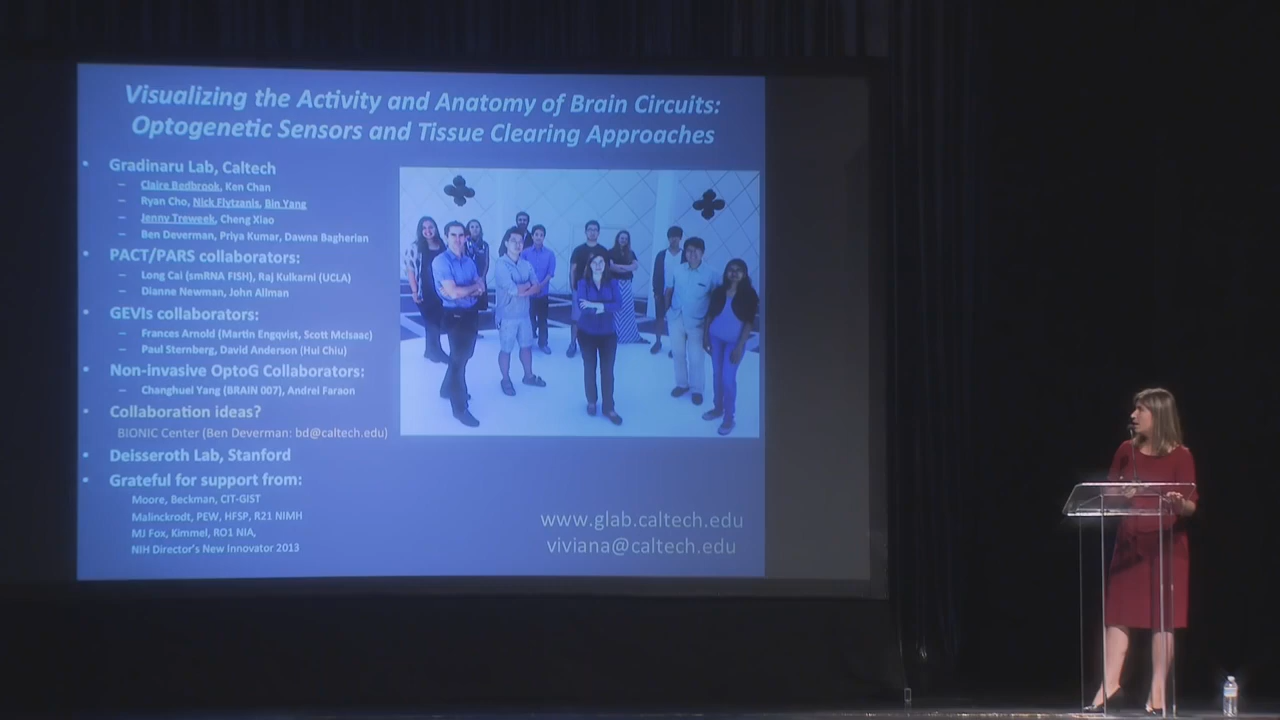 Visualizing the Activity and Anatomy of Brain Circuits:
Optogenetic Sensors and Tissue Clearing Approaches
• Gradinaru Lab, Caltech
– Claire Bedbrook, Ken Chan
– Ryan Cho, Nick Flytzanis, Bin Yang
– Jenny Treweek, Cheng Xiao
– Ben Deverman, Priya Kumar, Dawna Bagherian
• PACT/PARS collaborators:
– Long Cai (smRNA FISH), Raj Kulkarni (UCLA)
– Dianne Newman, John Allman
• GEVIs collaborators:
– Frances Arnold (Martin Engqvist, Scott McIsaac)
– Paul Sternberg, David Anderson (Hui Chiu)
• Non-invasive OptoG Collaborators:
– Changhuei Yang (BRAIN 007), Andrei Faraon
• Collaboration ideas?
BIONIC Center (Ben Deverman: bd@caltech.edu)
• Deisseroth Lab, Stanford
• Grateful for support from:
Moore, Beckman, CIT-GIST
Malinckrodt, PEW, HFSP, R21 NIMH
MJ Fox, Kimmel, RO1 NIA,
NIH Director's New Innovator 2013
www.glab.caltech.edu
viviana@caltech.edu